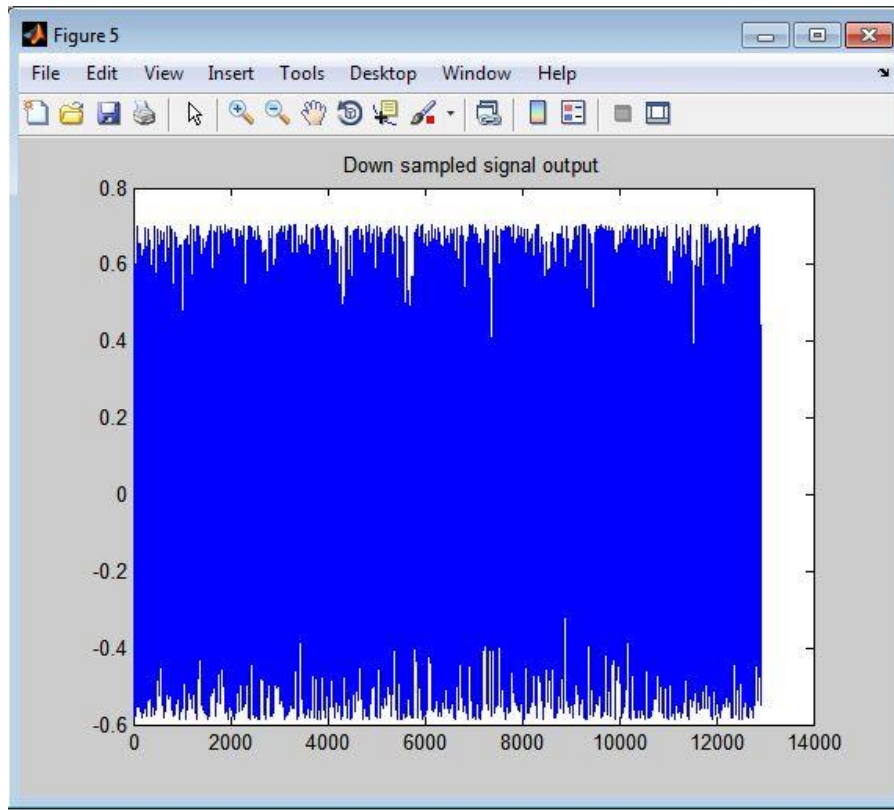 Figure 5
File Edit View Insert Tools Desktop Window Help
Down sampled signal output
0.8
0.6
0.4
0.2
0
-0.2
-0.4
-0.6
0 2000 4000 6000 8000 10000 12000 14000